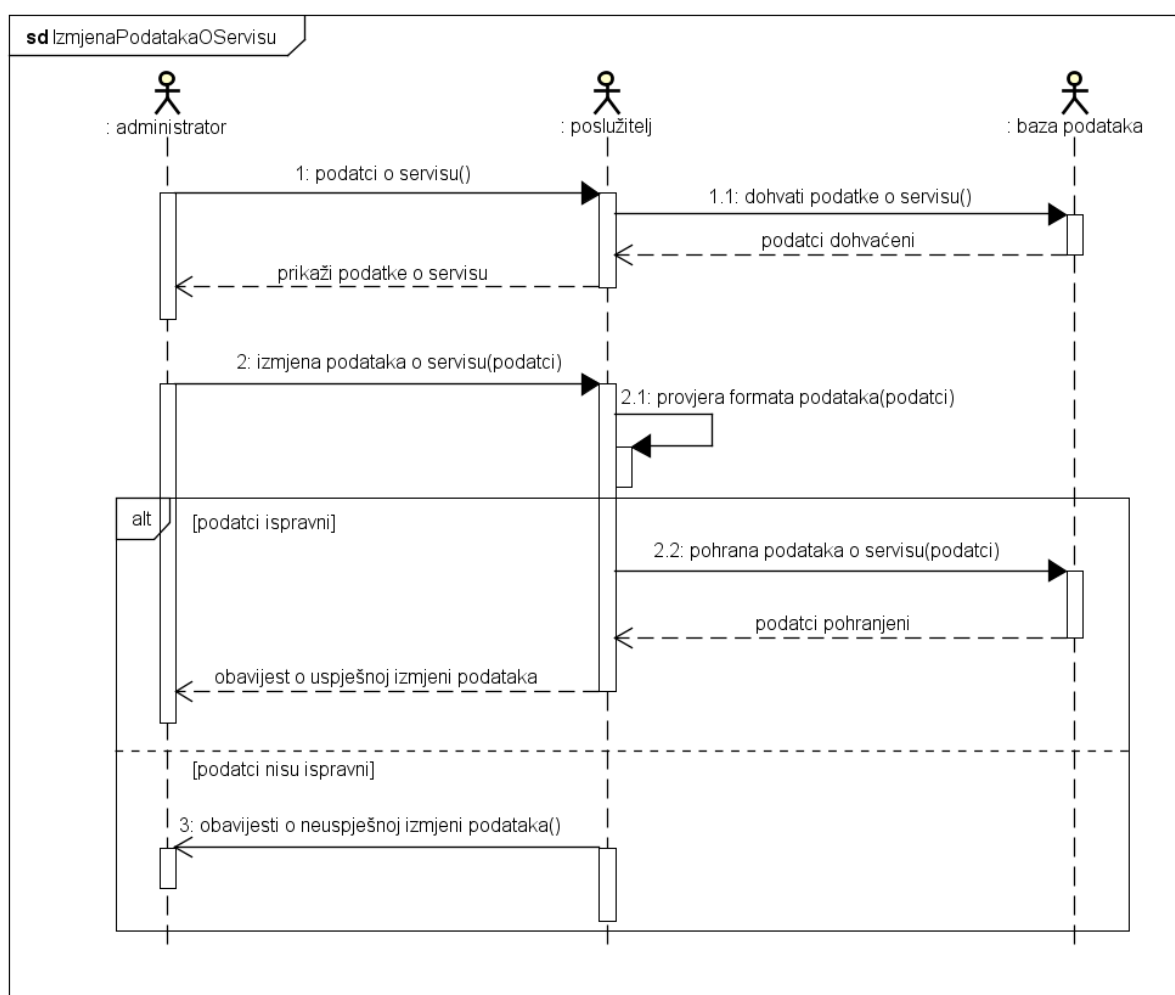 sd IzmjenaPodatakaOServisu
: administrator
: poslužitelj
: baza podataka
1: podatci o servisu()
1.1: dohvati podatke o servisu()
podatci dohvaćeni
prikaži podatke o servisu
2: izmjena podataka o servisu(podatci)
2.1: provjera formata podataka(podatci)
alt
[podatci ispravni]
2.2: pohrana podataka o servisu(podatci)
podatci pohranjeni
obavijest o uspješnoj izmjeni podataka
[podatci nisu ispravni]
3: obavijesti o neuspješnoj izmjeni podataka()